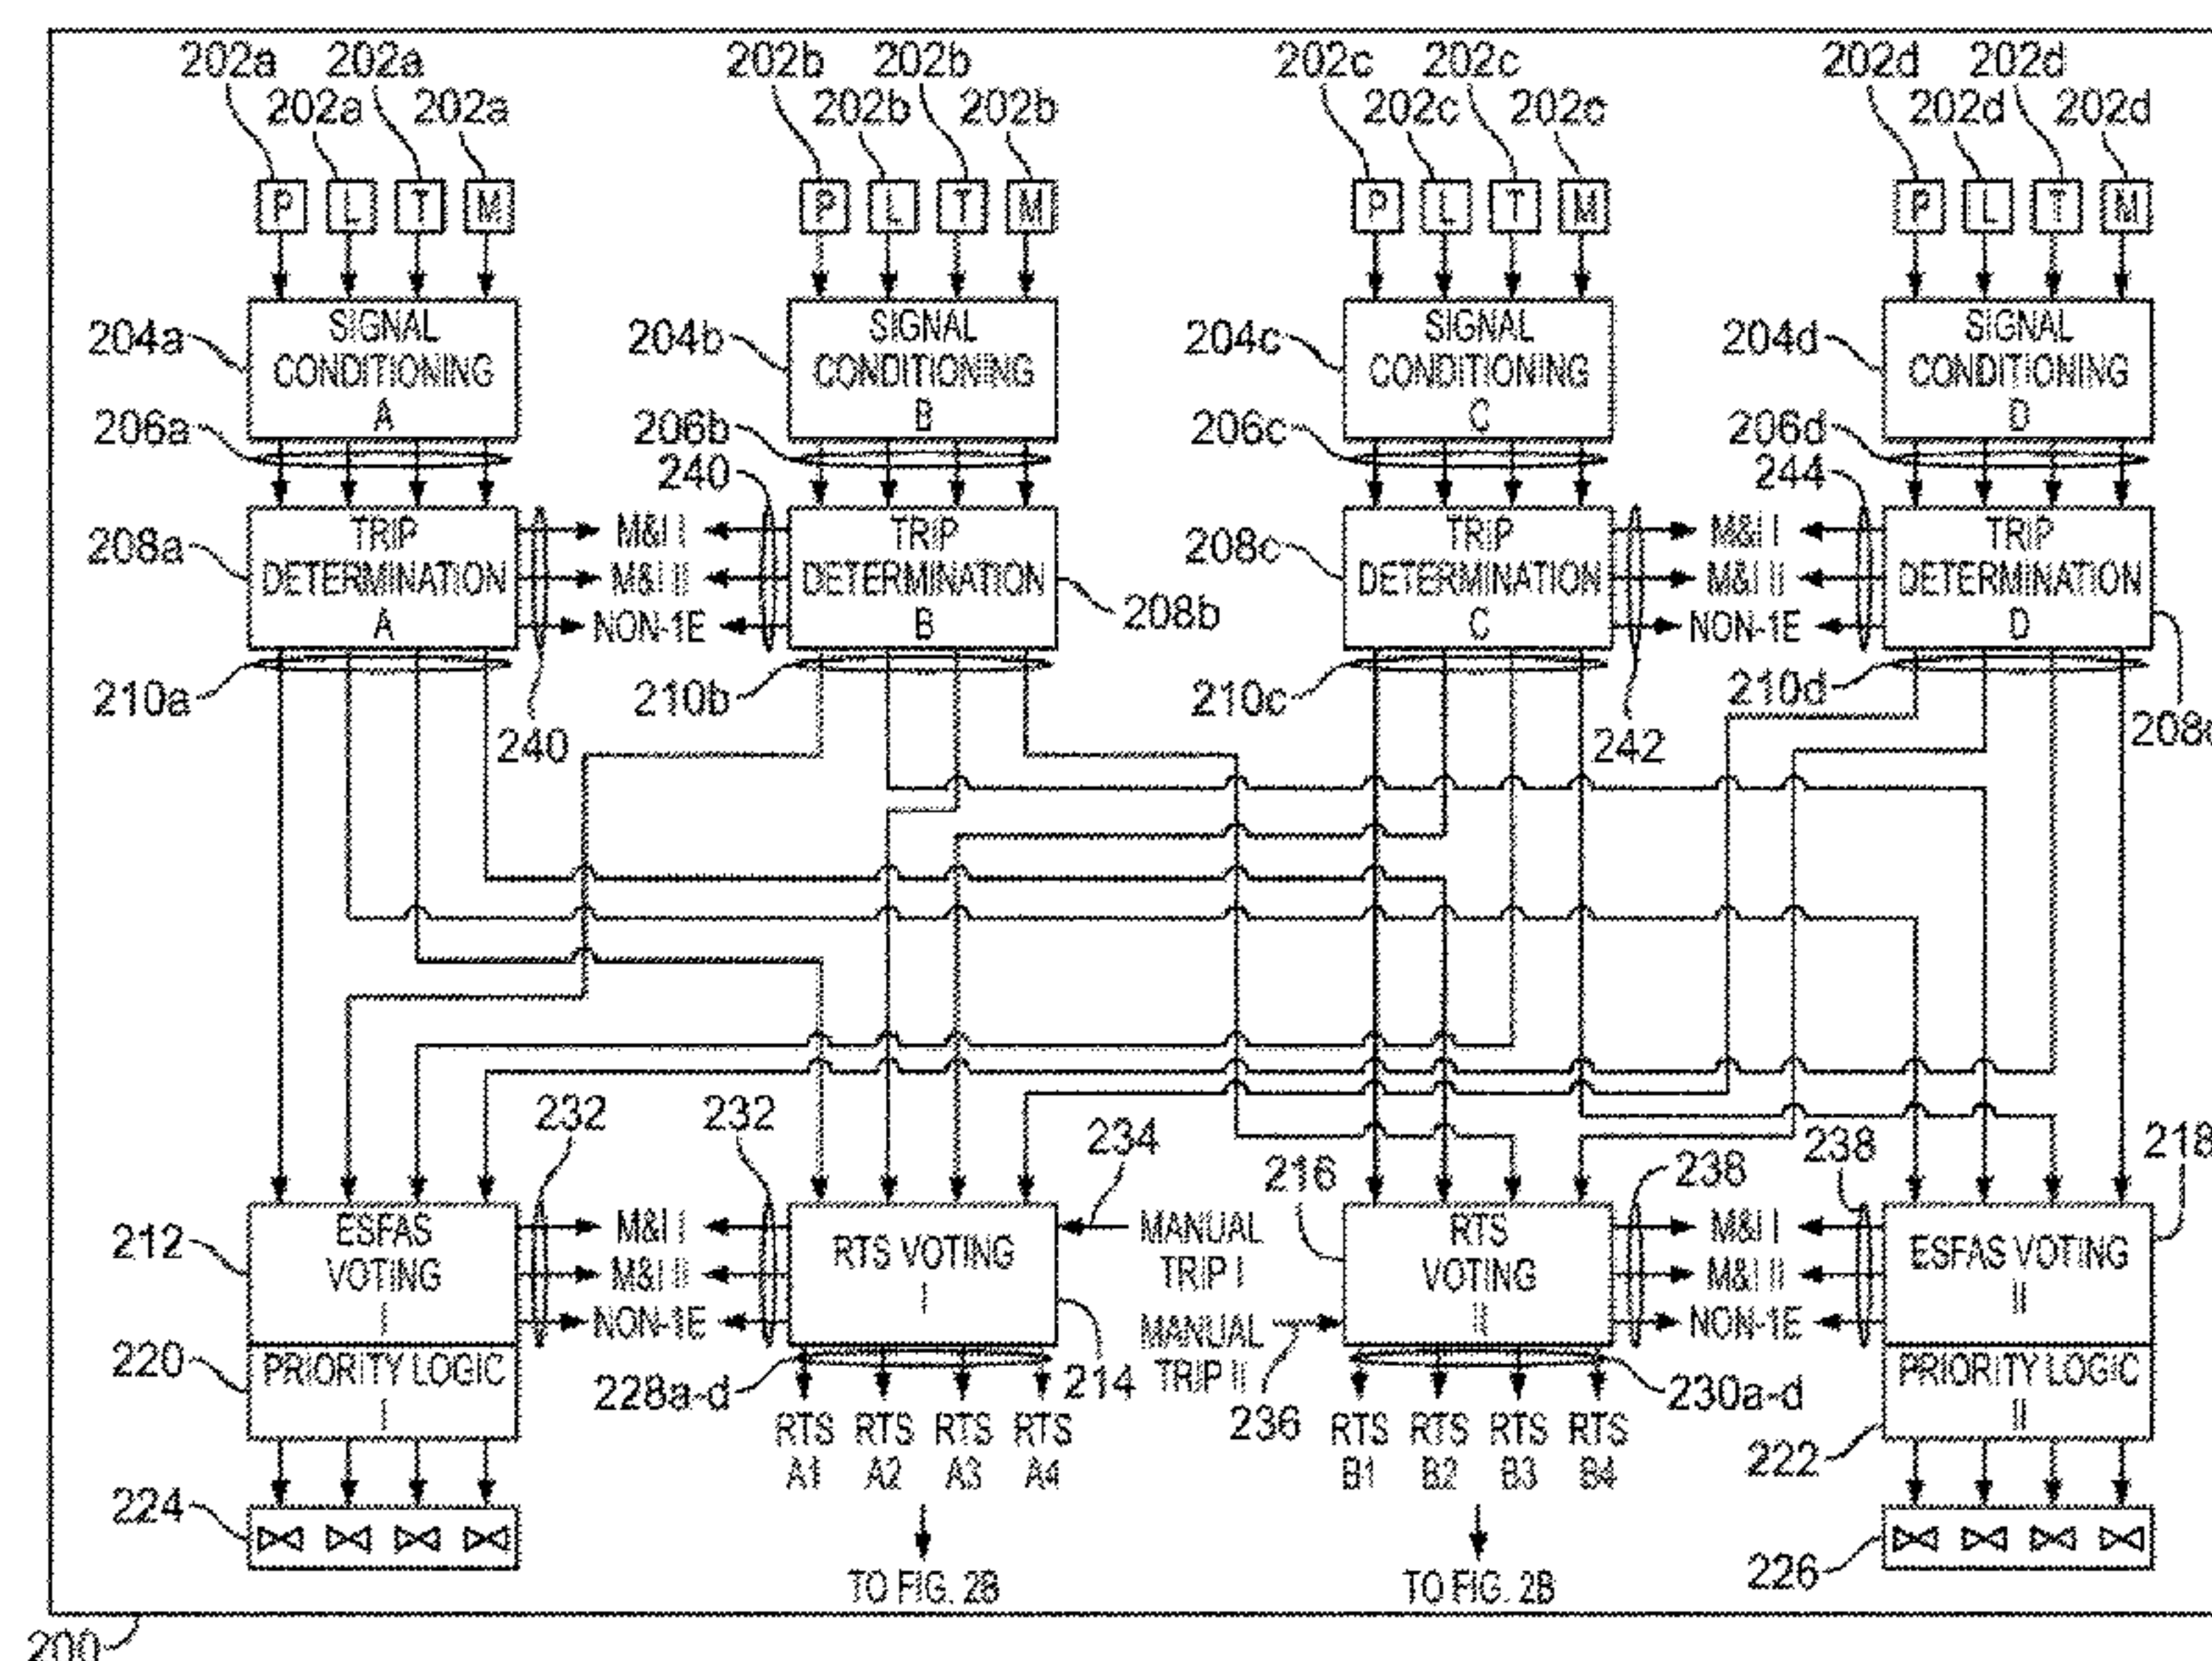 202a 202a 202b 202b 202c 202c 202d 202d
202a 202a 202b 202b 202c 202c 202d 202d
P L T M P L T M P L T M P L T M
204a SIGNAL CONDITIONING A
204b SIGNAL CONDITIONING B
204c SIGNAL CONDITIONING C
204d SIGNAL CONDITIONING D
206a 206b 206c 206d
240 244
208a TRIP DETERMINATION A
M&I I
M&I II
NON-1E
TRIP DETERMINATION B 208b
208c TRIP DETERMINATION C
M&I I
M&I II
NON-1E
TRIP DETERMINATION D
210a 210b 210c 210d
240 242
232 232 234 216 238 238 218
212 ESFAS VOTING I
M&I I
M&I II
NON-1E
RTS VOTING I
MANUAL TRIP I
MANUAL TRIP II
RTS VOTING II
M&I I
M&I II
NON-1E
ESFAS VOTING II
220 PRIORITY LOGIC I
228a-d 214 236 230a-d
PRIORITY LOGIC II
222
RTS A1 RTS A2 RTS A3 RTS A4
RTS B1 RTS B2 RTS B3 RTS B4
224 226
TO FIG. 2B TO FIG. 2B
200